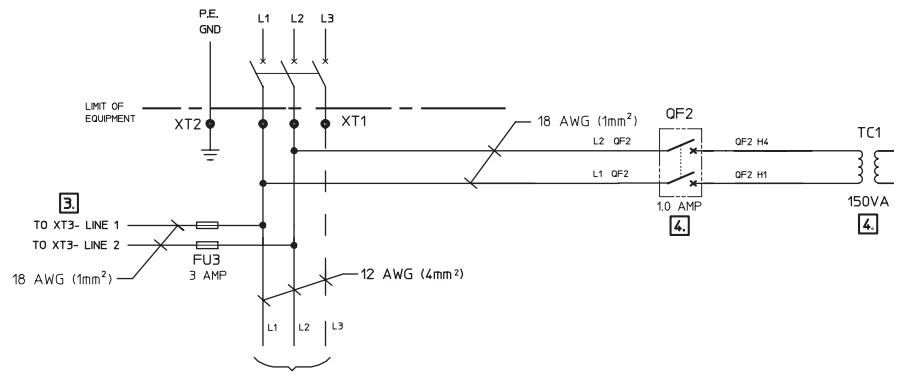 P.E.
GND
L1 L2 L3
LIMIT OF
EQUIPMENT
XT2
XT1
18 AWG (1mm²)
QF2
TC1
L2 QF2
QF2 H4
L1 QF2
QF2 H1
1.0 AMP
150VA
4.
4.
3.
TO XT3- LINE 1
TO XT3- LINE 2
FU3
3 AMP
18 AWG (1mm²)
12 AWG (4mm²)
L1 L2 L3